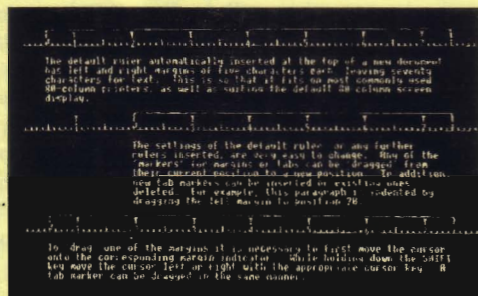 The default ruler automatically inserted at the top of a new document
has left and right margins of five characters each, leaving seventy
characters for text. This is so that it fits on most commonly used
80-column printers, as well as suiting the default 80 column screen
display.
The settings of the default ruler, or any further
rulers inserted, are very easy to change. Any of the
"markers" for margins or tabs can be "dragged" from
their current position to a new position. In addition,
new tab markers can be inserted or existing ones
deleted. For example, this paragraph is indented by
dragging the left margin to position 20
To "drag" one of the margins it is necessary to first move the cursor
onto the corresponding margin indicator. While holding down the SHIFT
key move the cursor left or right with the appropriate cursor key. A
tab marker can be dragged in the same manner.